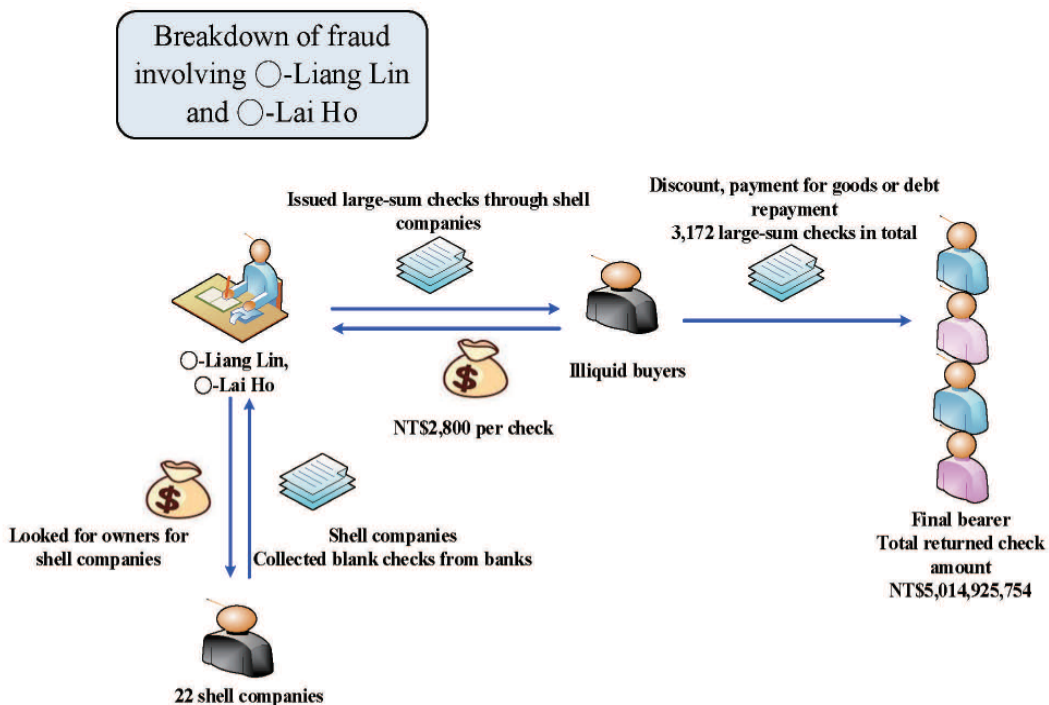 Breakdown of fraud
involving ◯-Liang Lin
and ◯-Lai Ho
Issued large-sum checks through shell
companies
Discount, payment for goods or debt
repayment
3,172 large-sum checks in total
◯-Liang Lin,
◯-Lai Ho
Illiquid buyers
NT$2,800 per check
Looked for owners for
shell companies
Shell companies
Collected blank checks from banks
Final bearer
Total returned check
amount
NT$5,014,925,754
22 shell companies